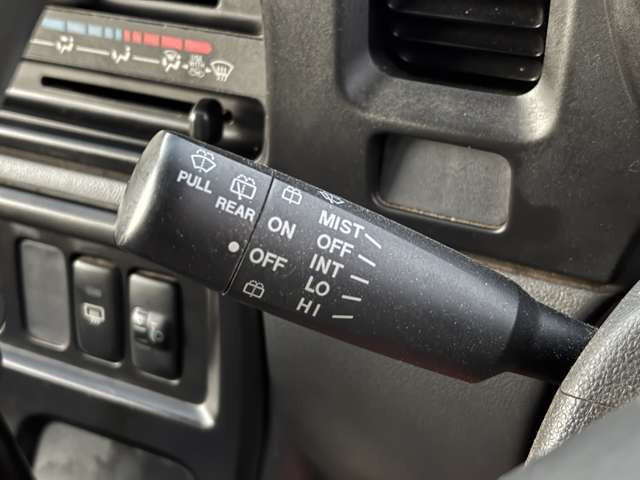 PULL
REAR
ON
OFF
MIST
OFF
INT
LO
HI